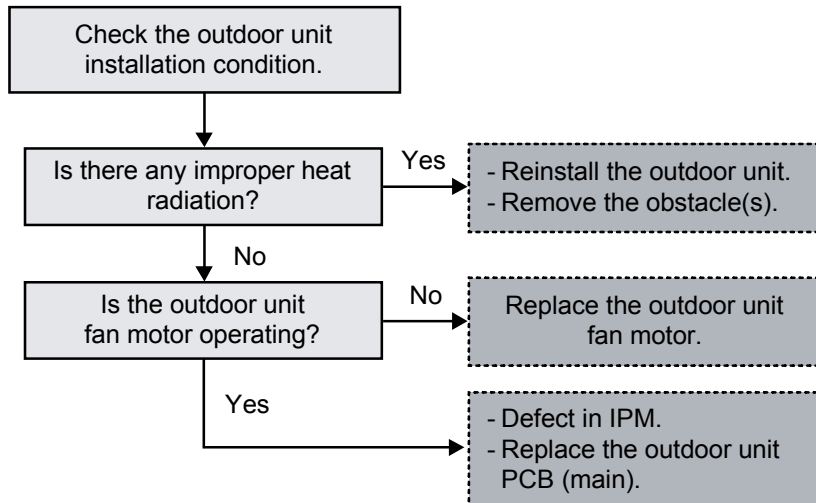 Check the outdoor unit
installation condition.
Is there any improper heat
radiation?
Yes
- Reinstall the outdoor unit.
- Remove the obstacle(s).
No
Is the outdoor unit
fan motor operating?
No
Replace the outdoor unit
fan motor.
Yes
- Defect in IPM.
- Replace the outdoor unit
PCB (main).